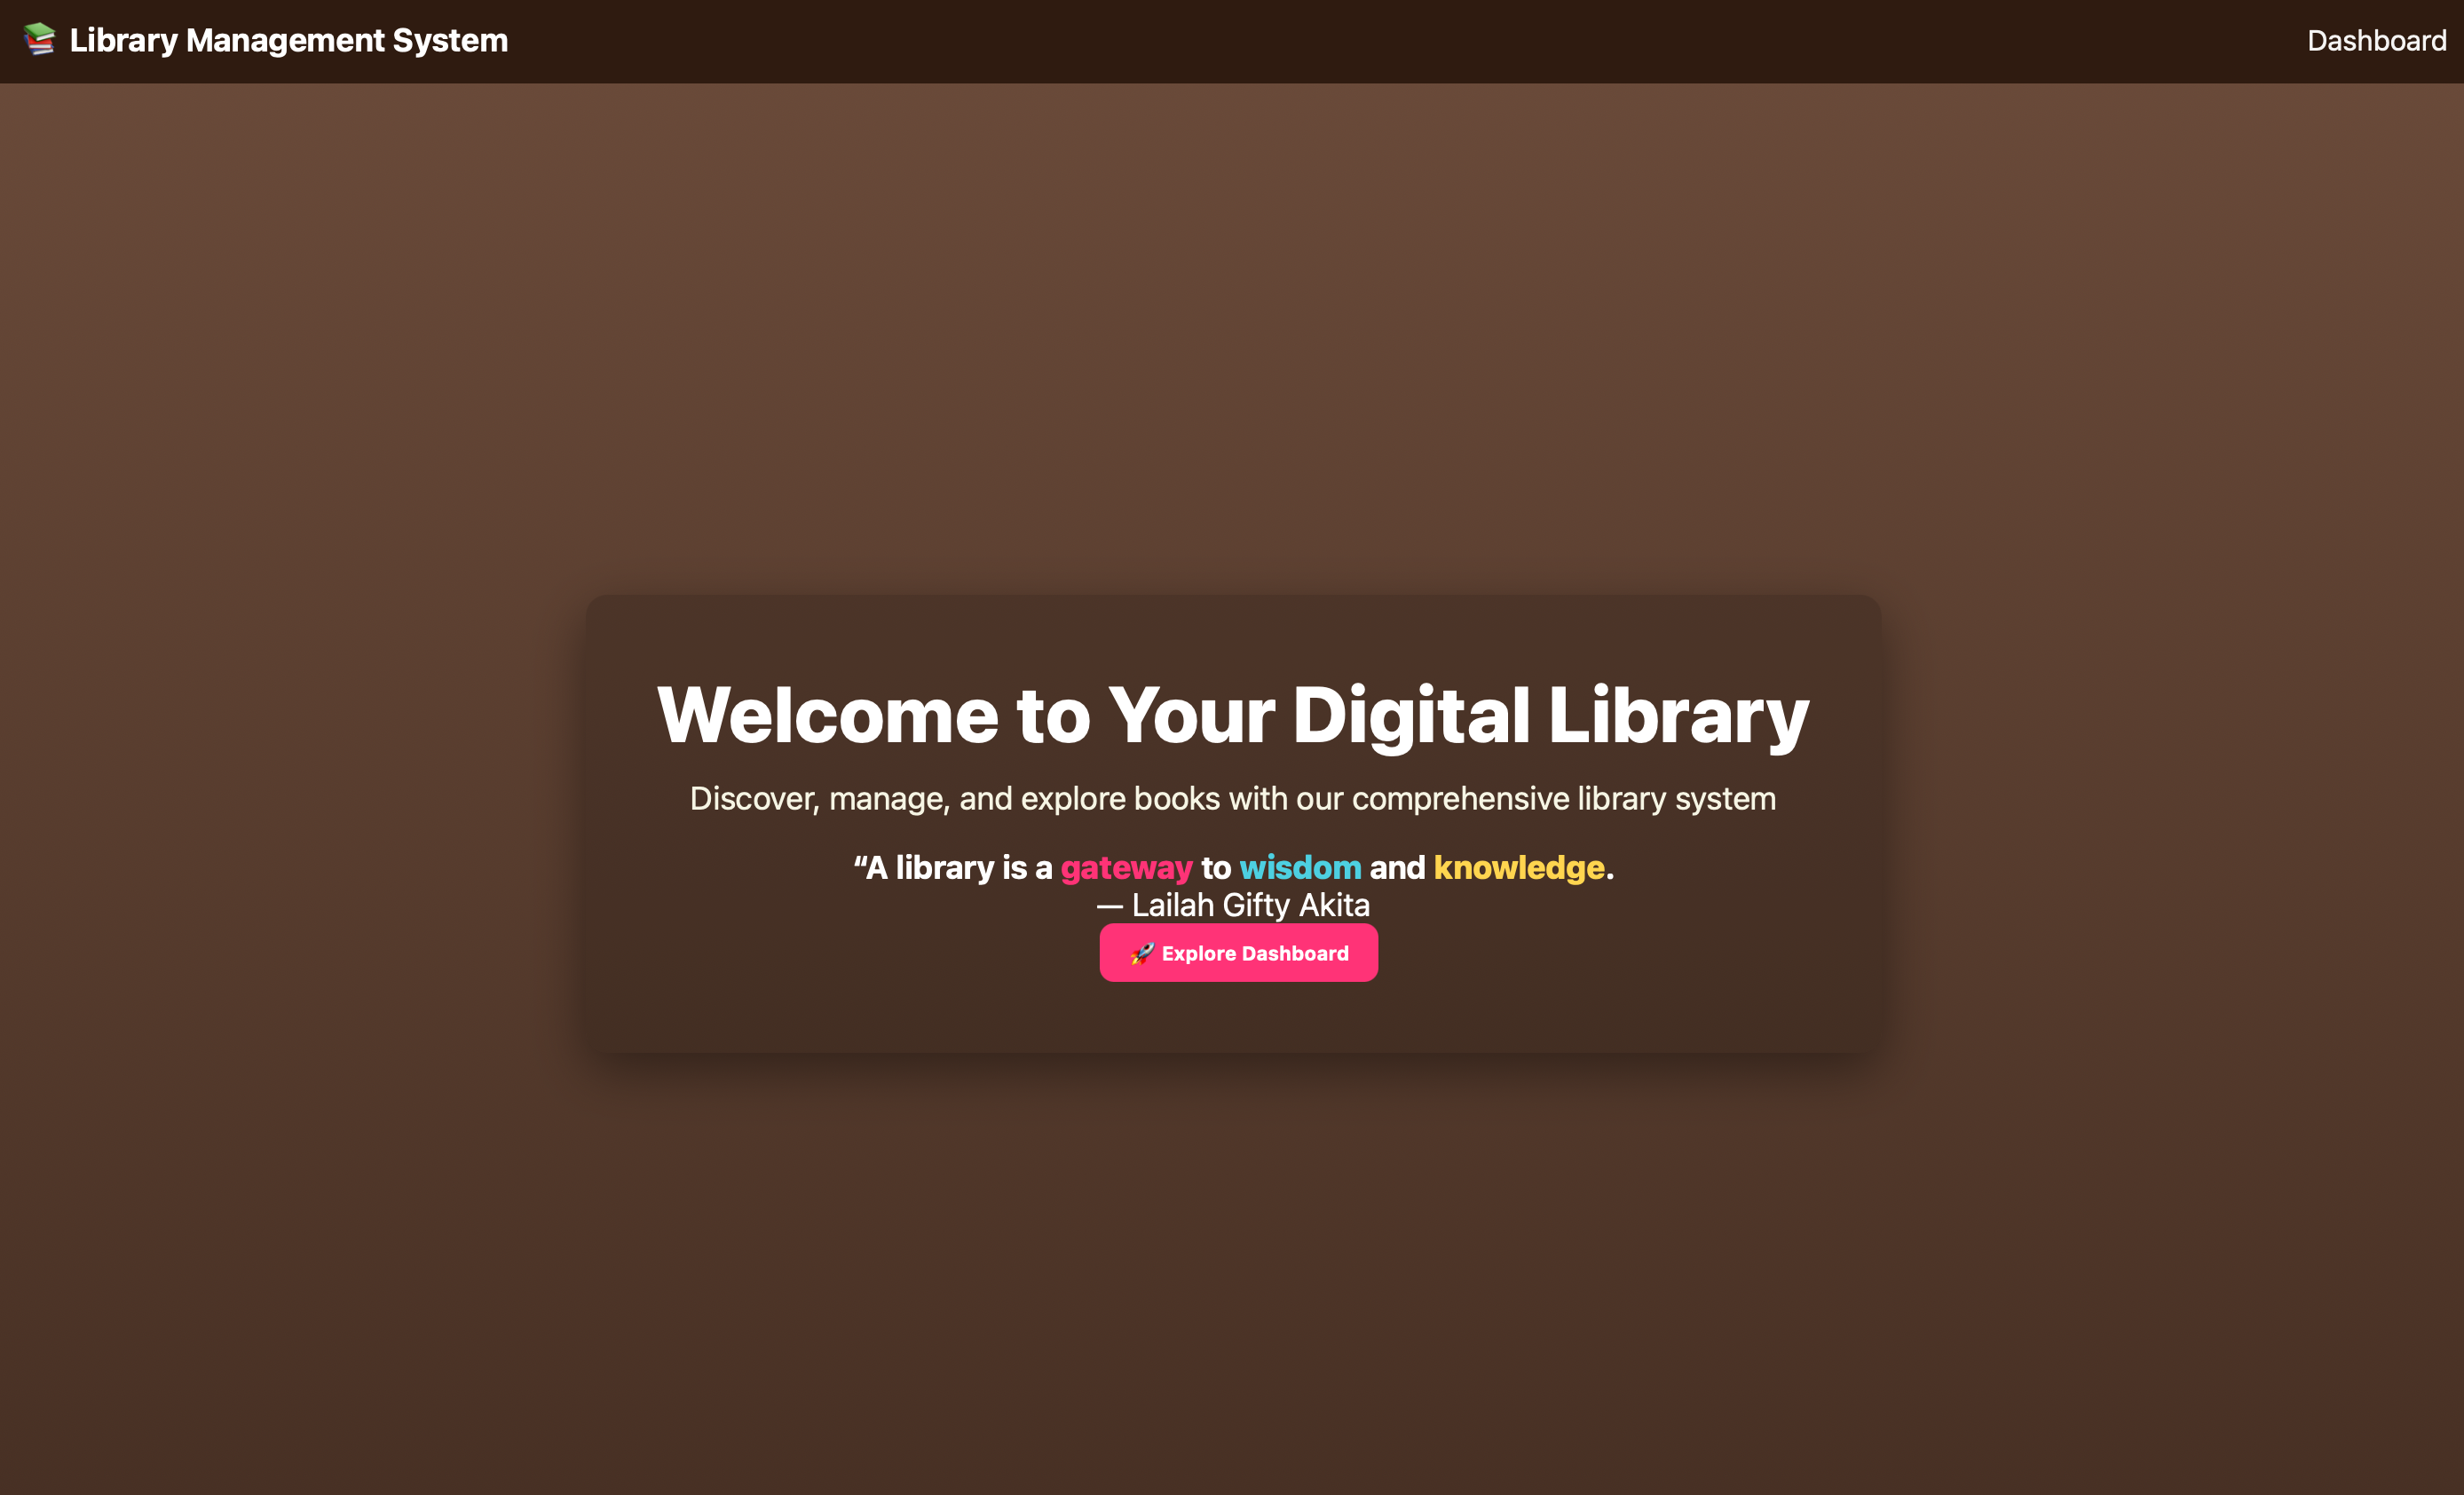 📚 Library Management System
Dashboard
Welcome to Your Digital Library
Discover, manage, and explore books with our comprehensive library system
“A library is a gateway to wisdom and knowledge.
— Lailah Gifty Akita
🚀 Explore Dashboard